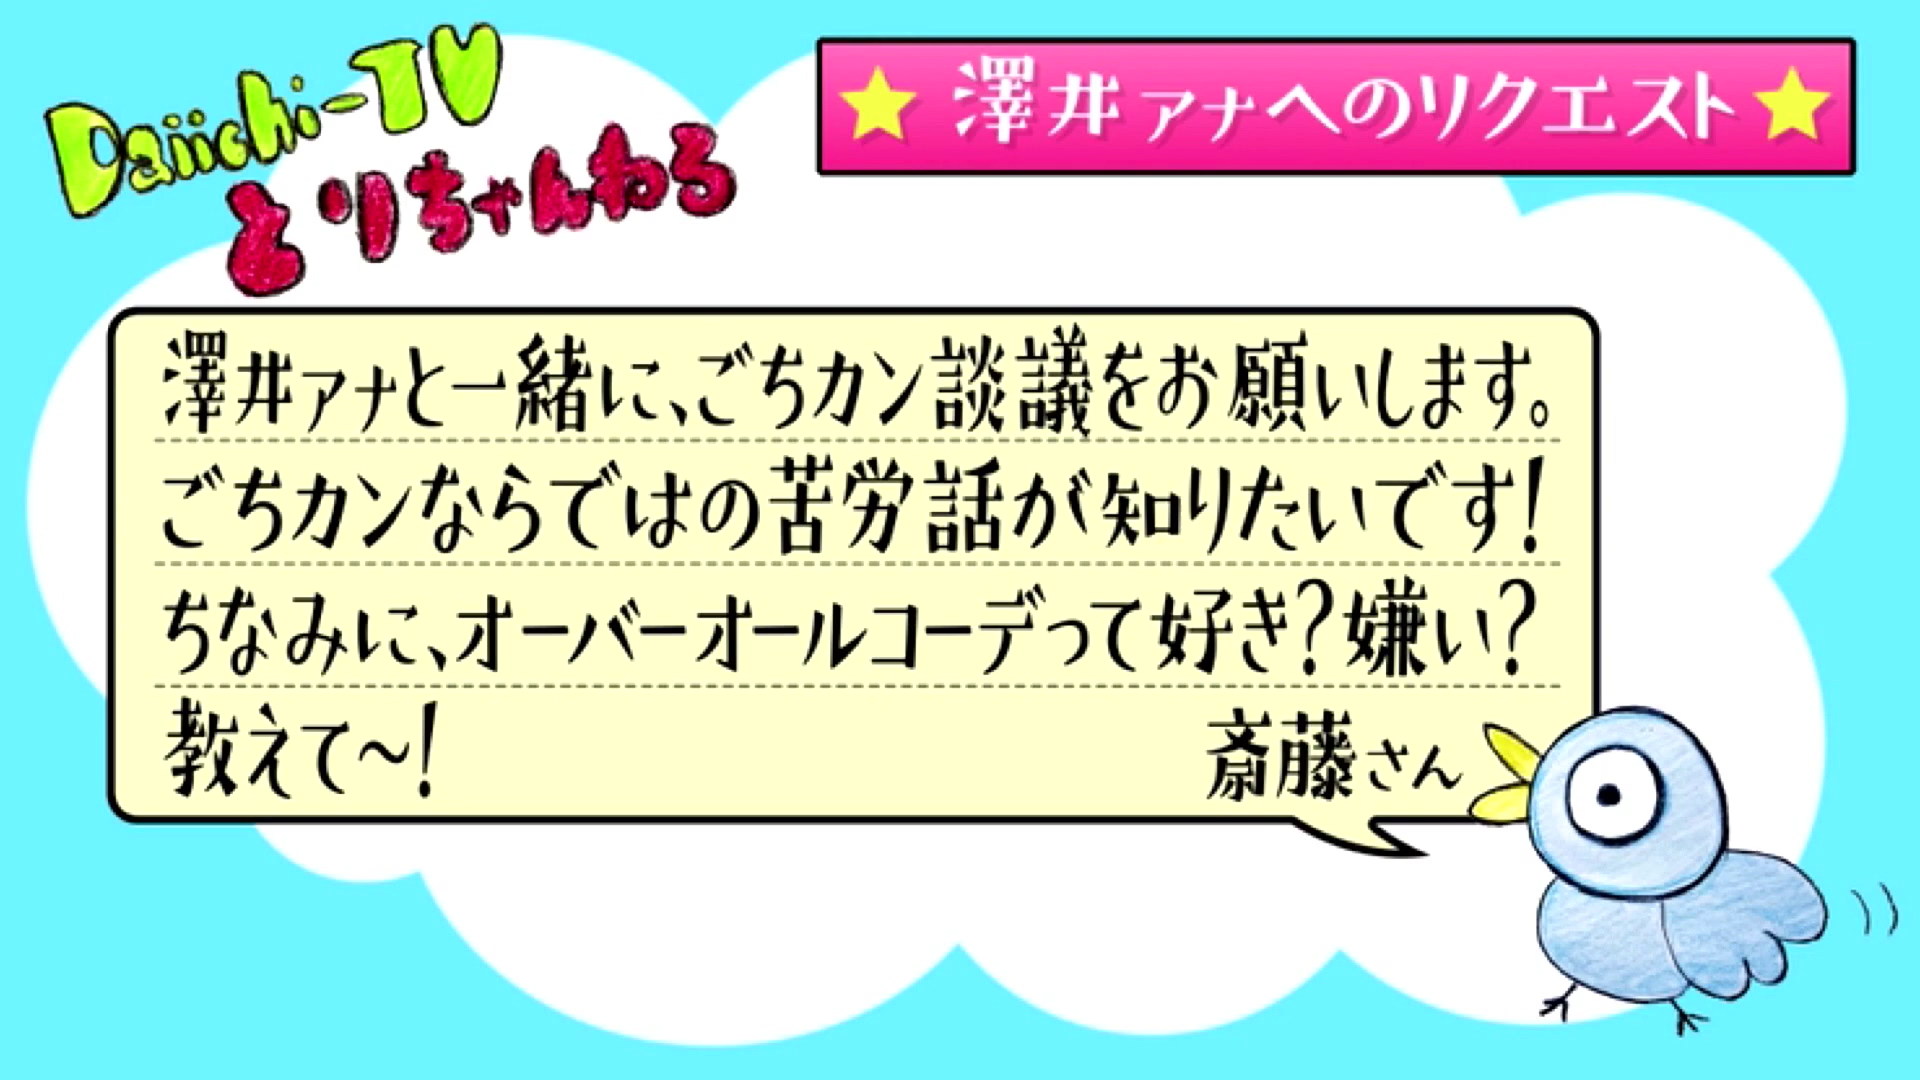 Daiichi-TV
とりちゃんねる
★澤井アナへのリクエスト★
澤井アナと一緒に、ごちカン談議をお願いします。
ごちカンならではの苦労話が知りたいです!
ちなみに、オーバーオールコーデって好き?嫌い?
教えて～!
斎藤さん